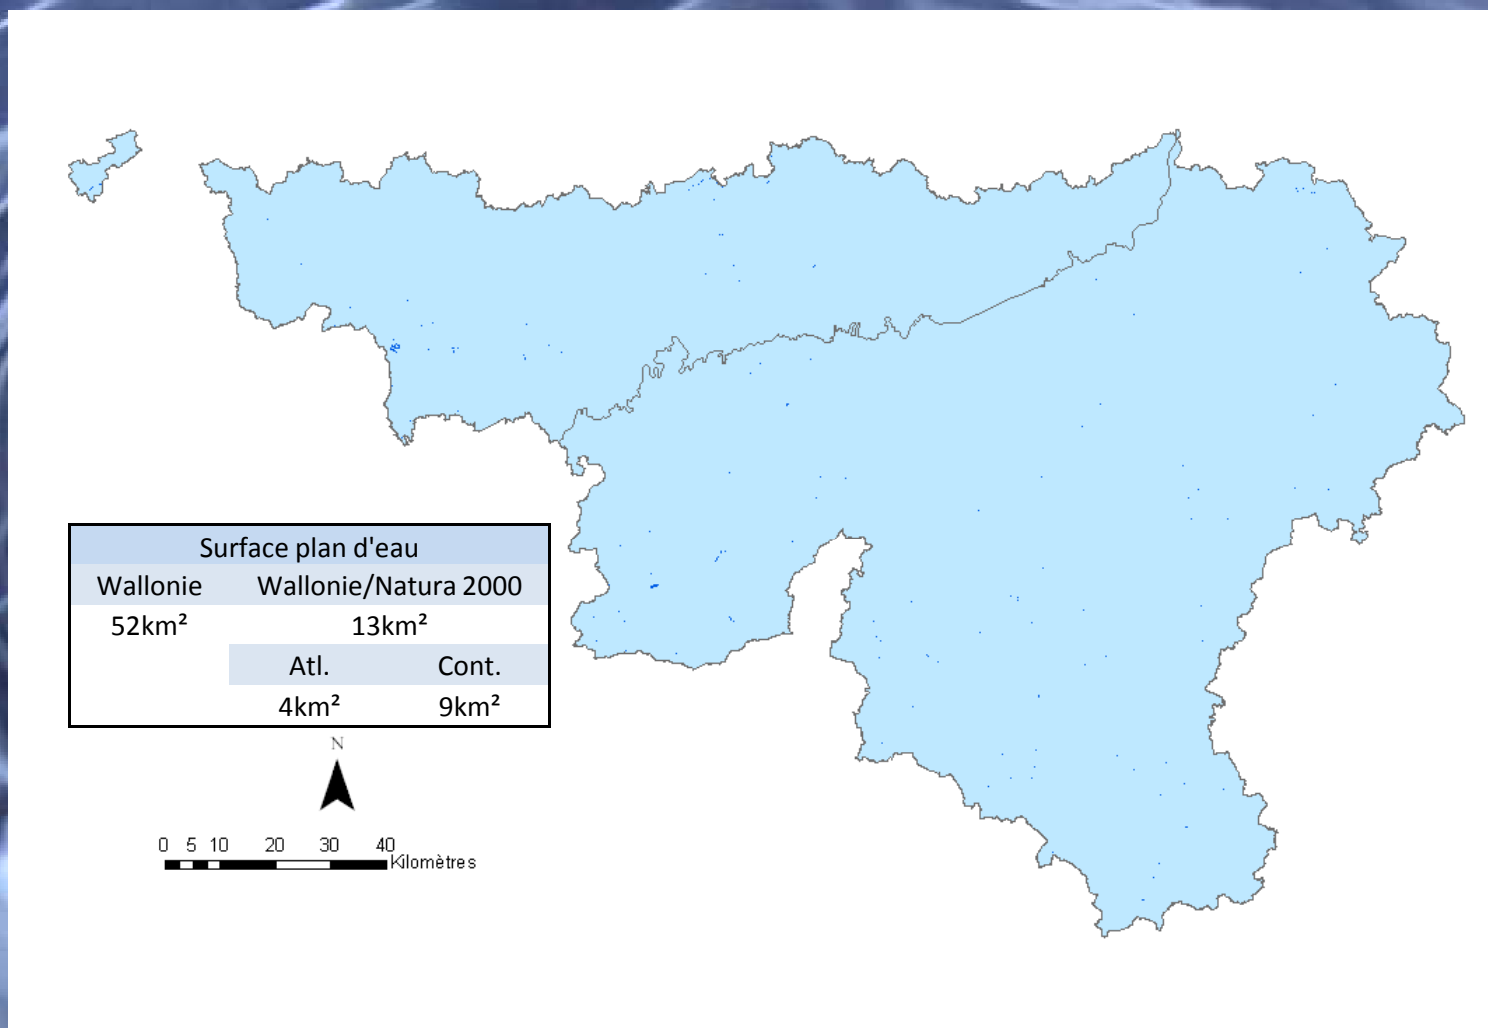 Surface plan d'eau
Wallonie Wallonie/Natura 2000
52km² 13km²
Atl. Cont.
4km² 9km²
N
0 5 10 20 30 40
Kilomètres